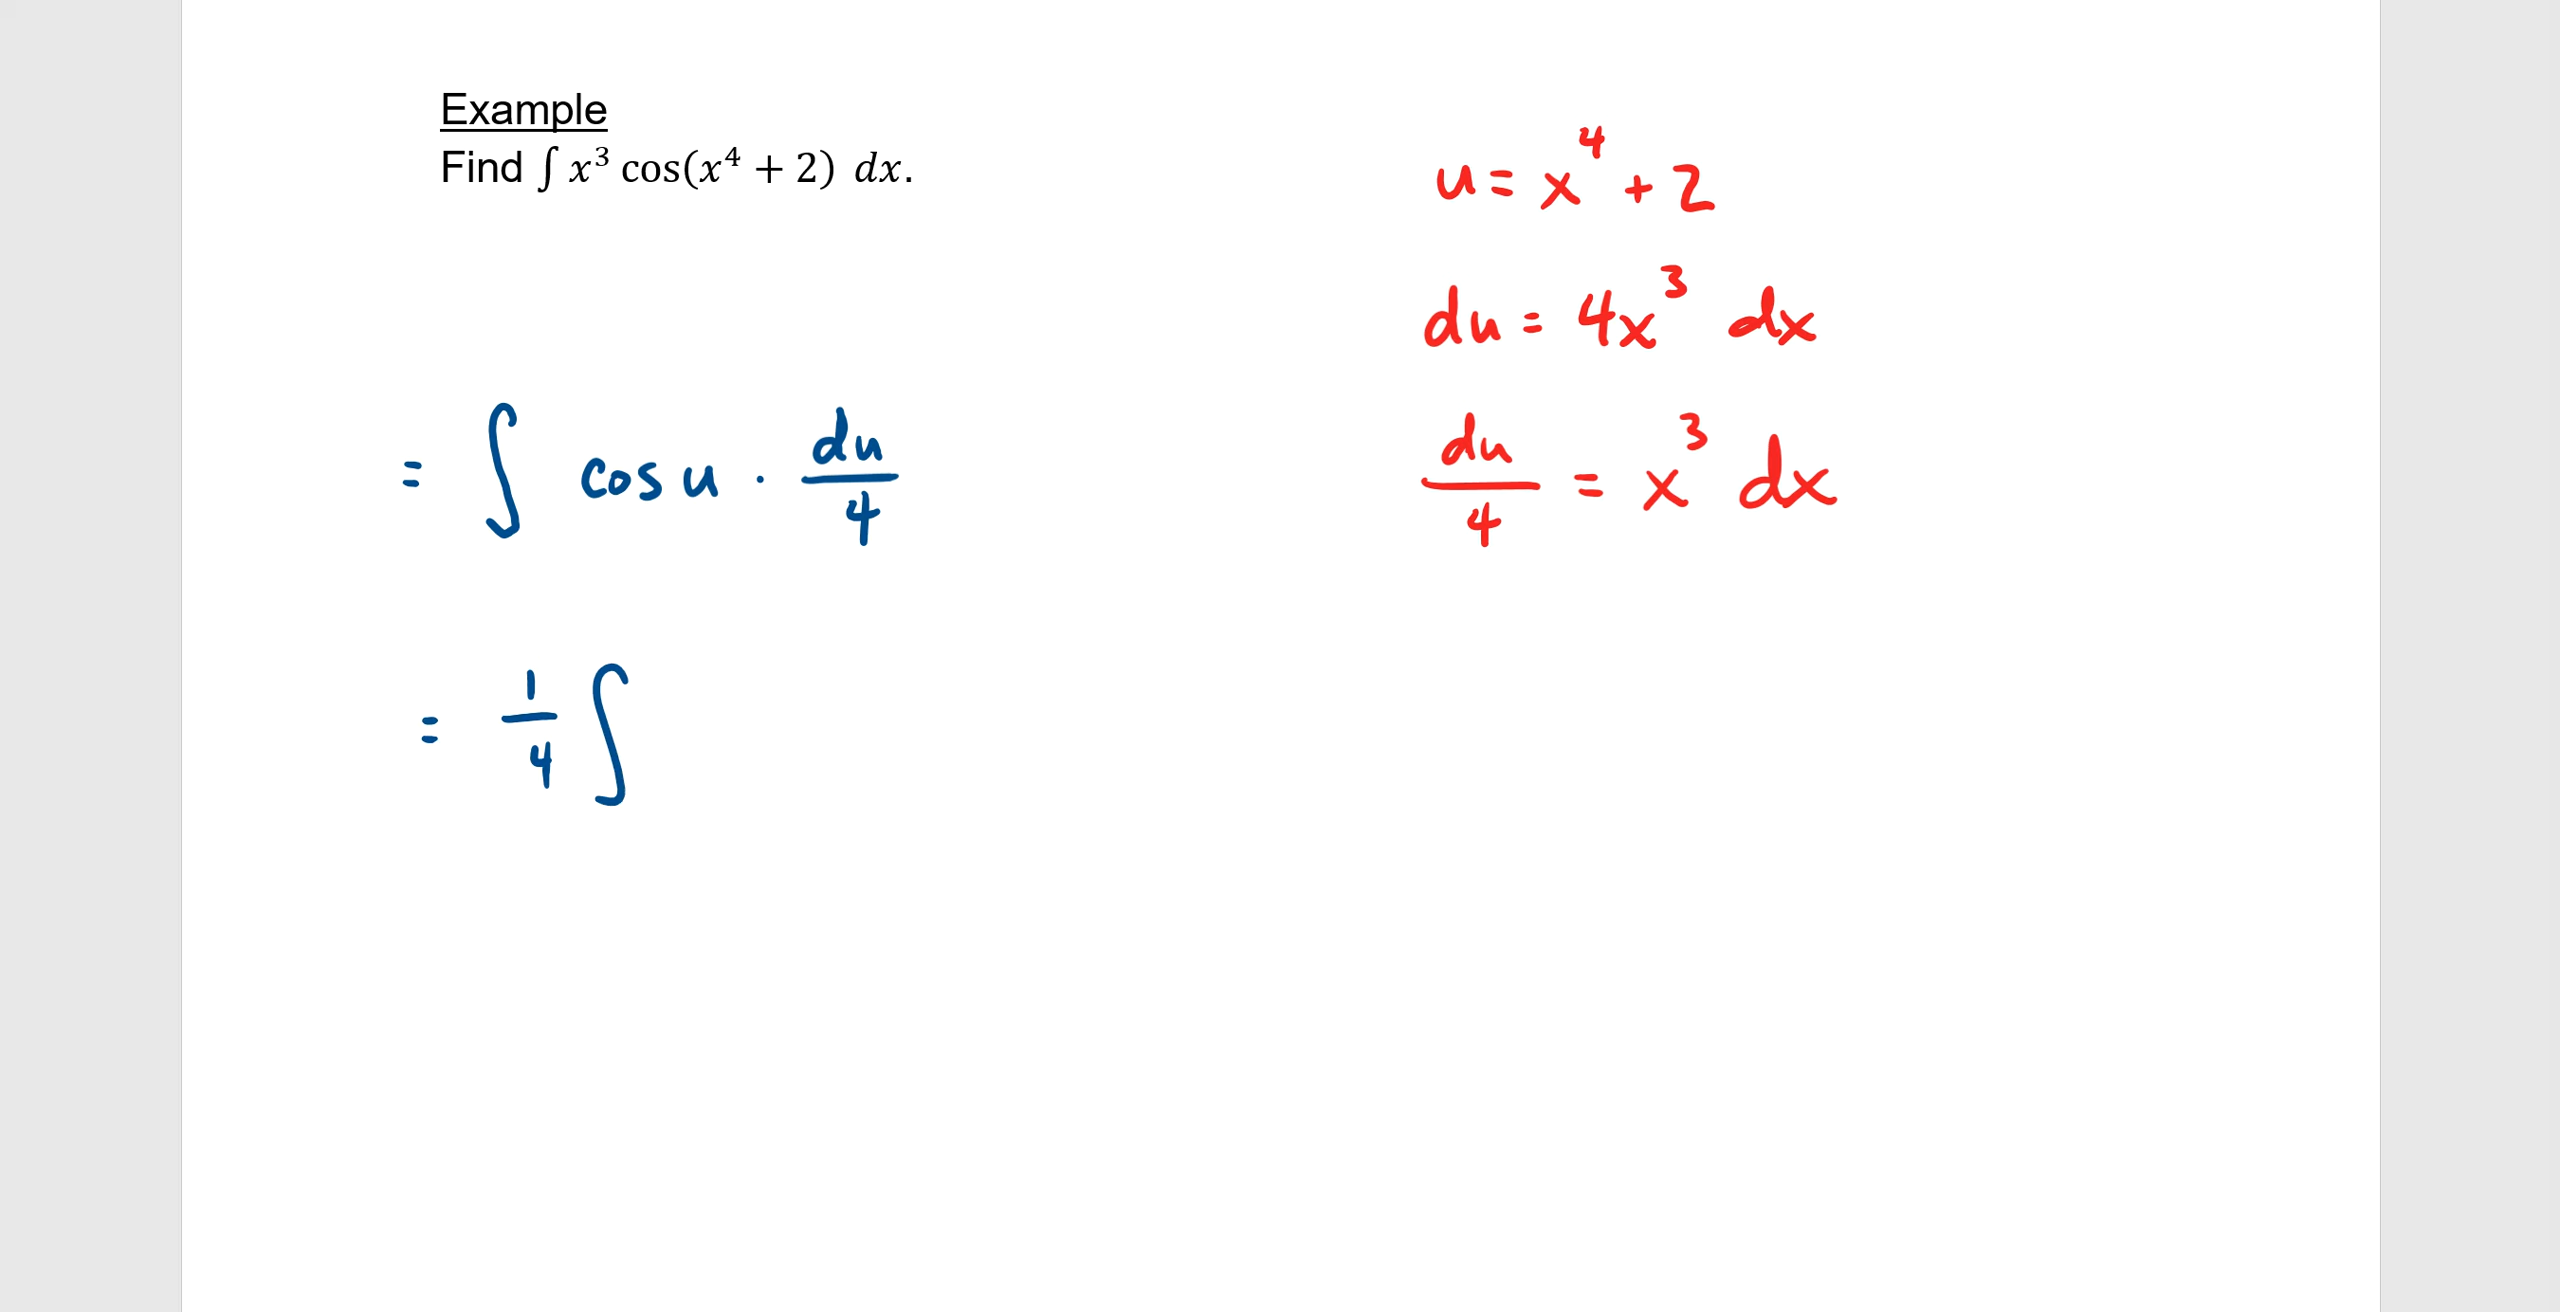 Example
Find ∫ x³ cos(x⁴ + 2) dx.
u = x⁴ + 2
du = 4x³ dx
du/4 = x³ dx
= ∫ cos u · du/4
= 1/4 ∫